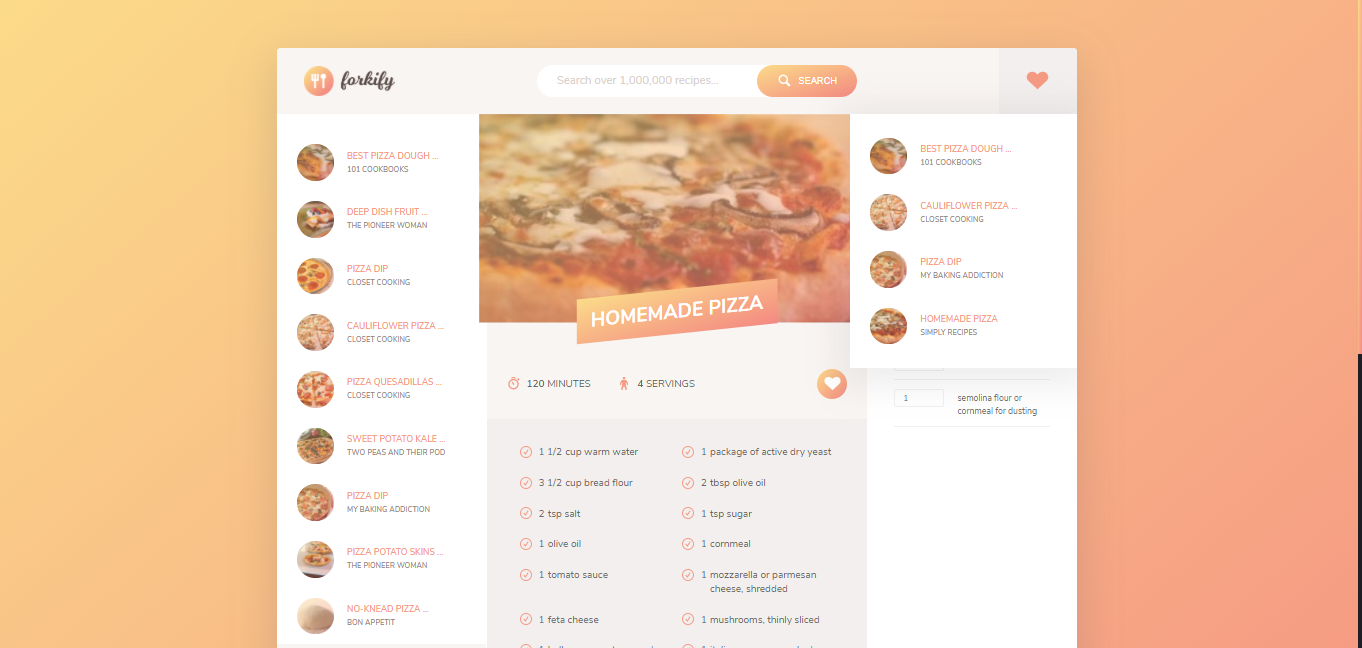 forkify
Search over 1,000,000 recipes...
SEARCH
BEST PIZZA DOUGH ...
101 COOKBOOKS
DEEP DISH FRUIT ...
THE PIONEER WOMAN
PIZZA DIP
CLOSET COOKING
CAULIFLOWER PIZZA ...
CLOSET COOKING
PIZZA QUESADILLAS ...
CLOSET COOKING
SWEET POTATO KALE ...
TWO PEAS AND THEIR POD
PIZZA DIP
MY BAKING ADDICTION
PIZZA POTATO SKINS ...
THE PIONEER WOMAN
NO-KNEAD PIZZA ...
BON APPETIT
HOMEMADE PIZZA
120 MINUTES
4 SERVINGS
1 1/2 cup warm water
1 package of active dry yeast
3 1/2 cup bread flour
2 tbsp olive oil
2 tsp salt
1 tsp sugar
1 olive oil
1 cornmeal
1 tomato sauce
1 mozzarella or parmesan
cheese, shredded
1 feta cheese
1 mushrooms, thinly sliced
BEST PIZZA DOUGH ...
101 COOKBOOKS
CAULIFLOWER PIZZA ...
CLOSET COOKING
PIZZA DIP
MY BAKING ADDICTION
HOMEMADE PIZZA
SIMPLY RECIPES
1
semolina flour or
cornmeal for dusting